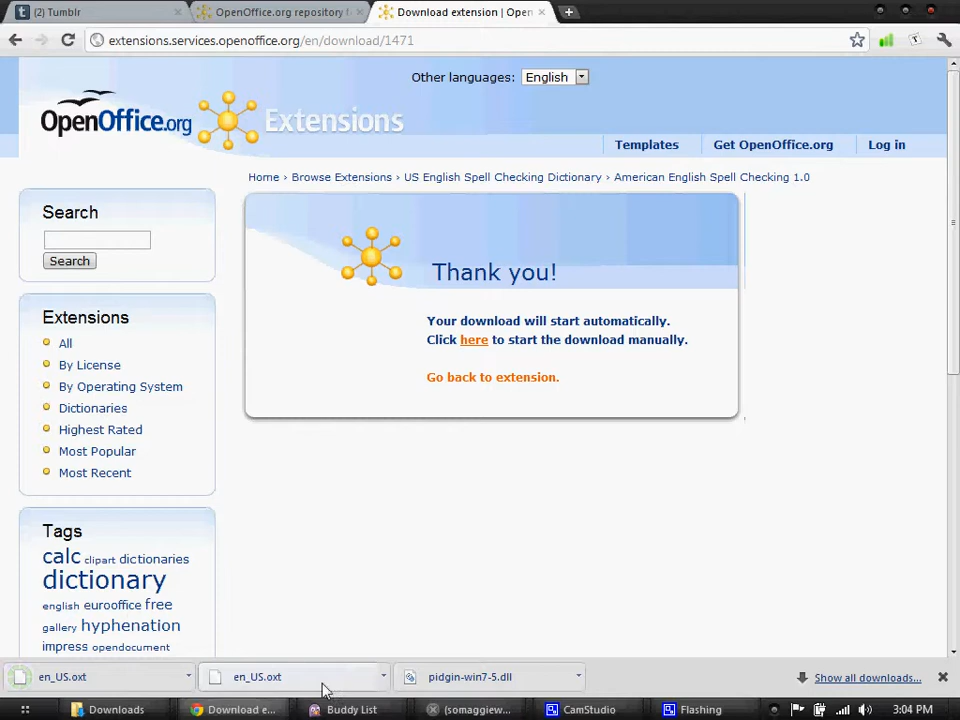 (2) Tumblr
OpenOffice.org repository f
Download extension | Open
extensions.services.openoffice.org/en/download/1471
Other languages: English
OpenOffice.org Extensions
Templates Get OpenOffice.org Log in
Home › Browse Extensions › US English Spell Checking Dictionary › American English Spell Checking 1.0
Search
Search
Extensions
All
By License
By Operating System
Dictionaries
Highest Rated
Most Popular
Most Recent
Tags
calc clipart dictionaries
dictionary
english eurooffice free
gallery hyphenation
impress opendocument
Thank you!
Your download will start automatically.
Click here to start the download manually.
Go back to extension.
en_US.oxt
en_US.oxt
pidgin-win7-5.dll
Show all downloads...
Downloads
Download e...
Buddy List
(somaggiew...
CamStudio
Flashing
3:04 PM